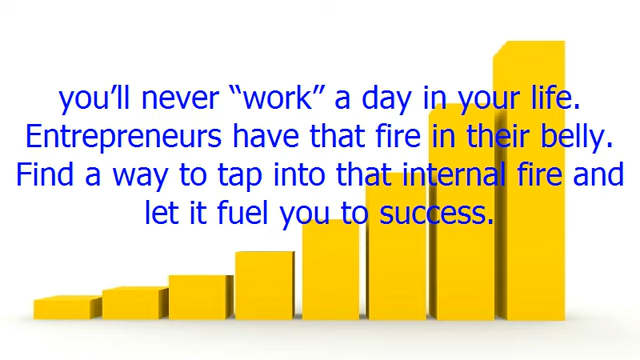 you’ll never “work” a day in your life.
Entrepreneurs have that fire in their belly.
Find a way to tap into that internal fire and
let it fuel you to success.